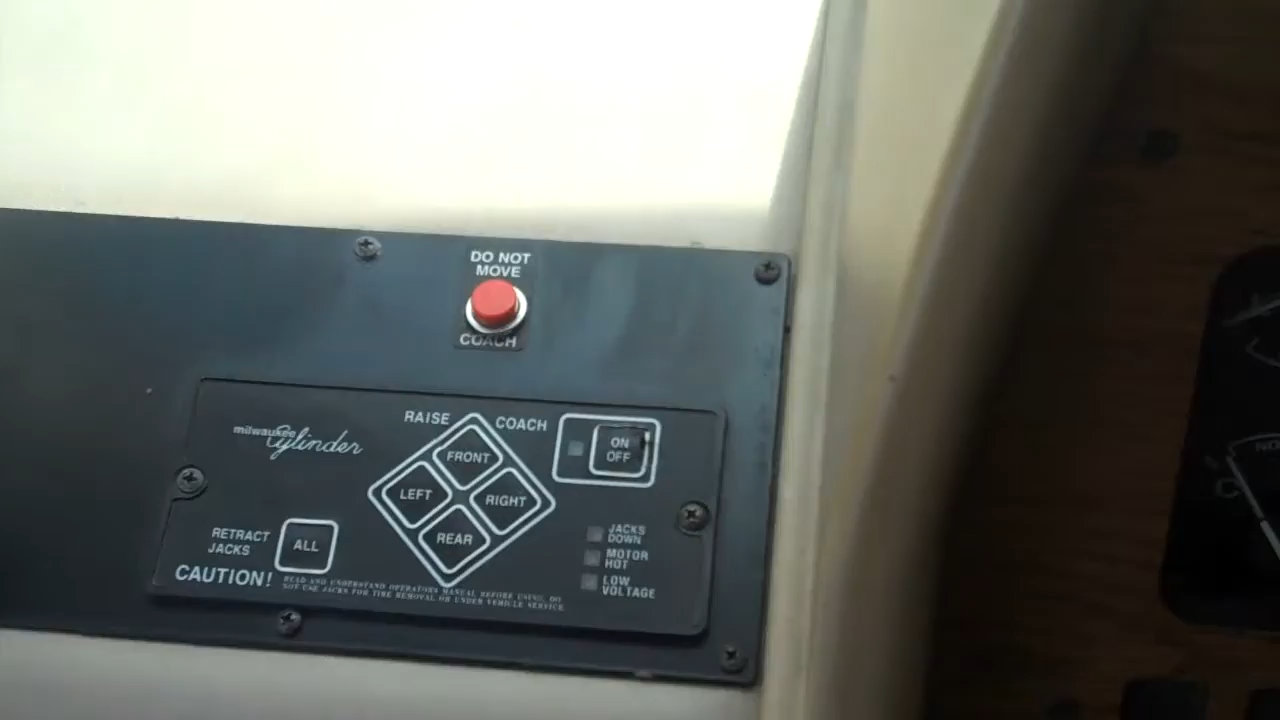 DO NOT
MOVE
COACH
milwaukee
Cylinder
RAISE COACH
ON
OFF
FRONT
LEFT
RIGHT
REAR
RETRACT
JACKS
ALL
JACKS
DOWN
MOTOR
HOT
LOW
VOLTAGE
CAUTION!
READ AND UNDERSTAND OPERATORS MANUAL BEFORE USING. DO
NOT USE JACKS FOR TIRE REMOVAL OR UNDER VEHICLE SERVICE
C